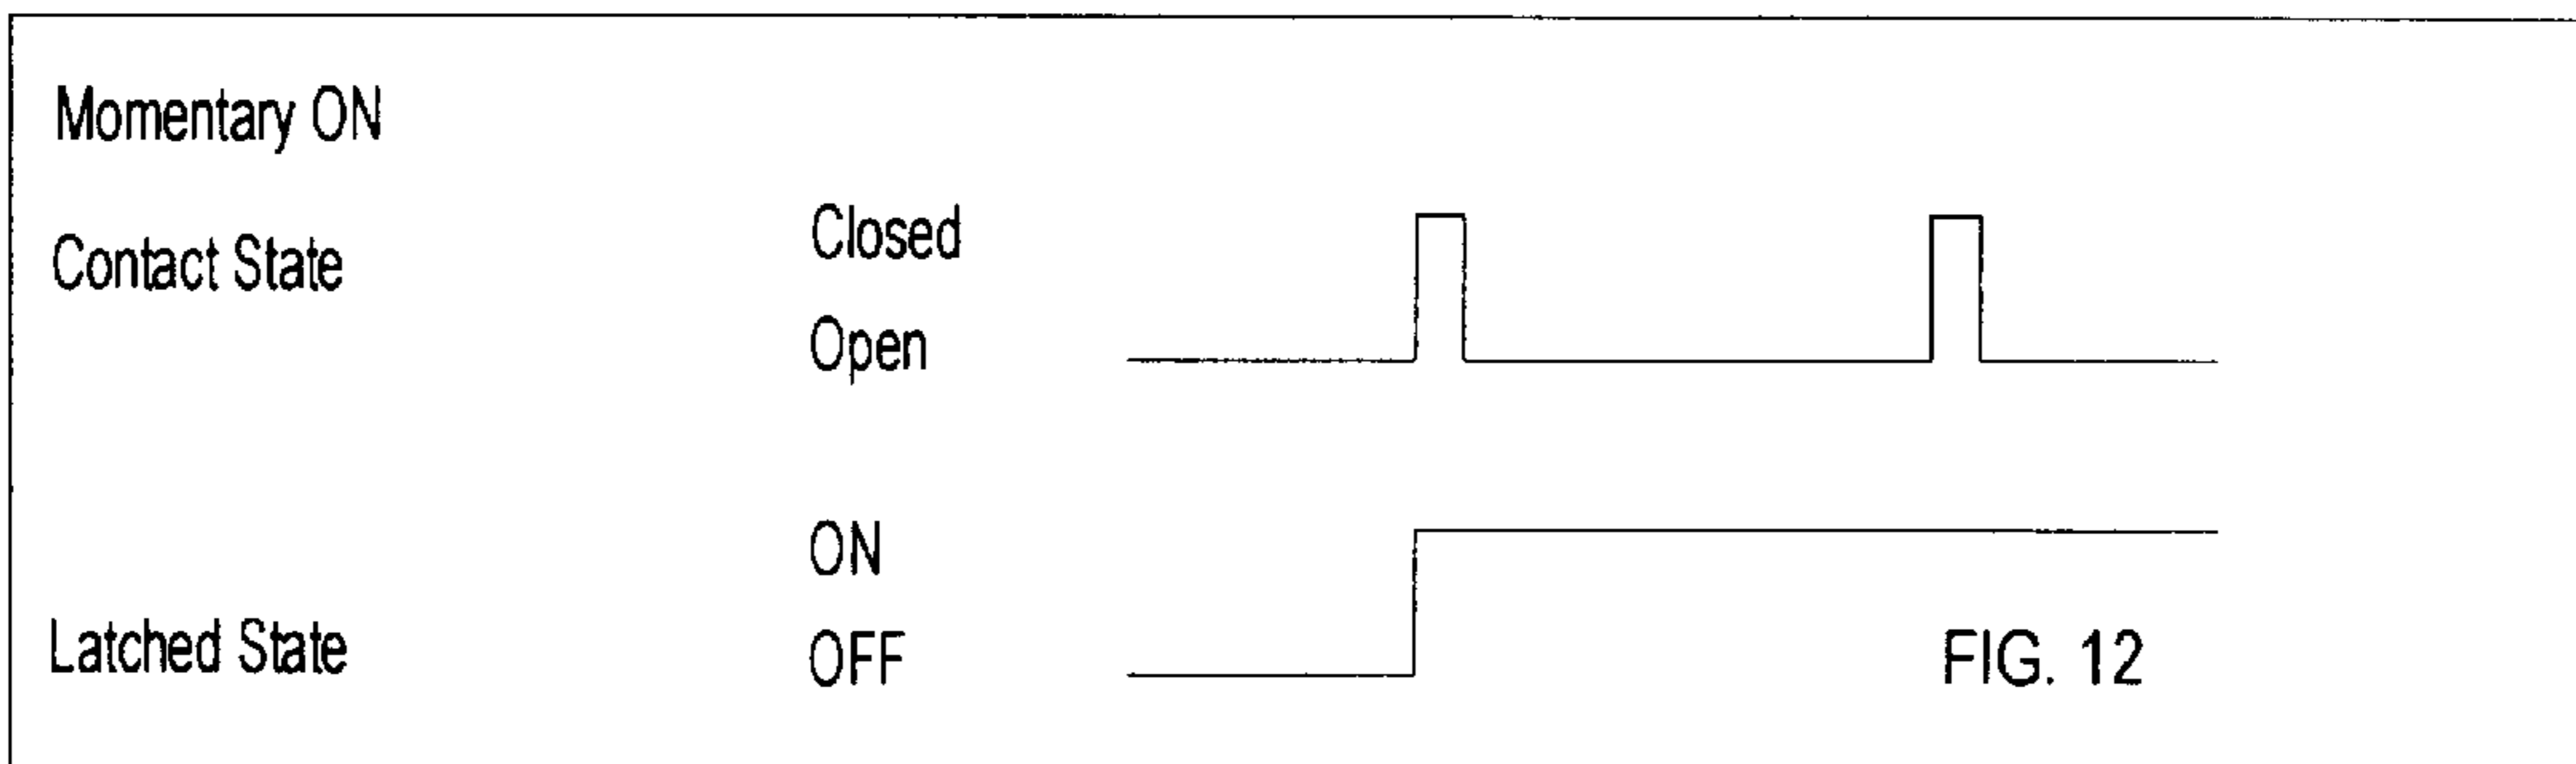 Momentary ON
Closed
Contact State
Open
ON
Latched State
OFF
FIG. 12